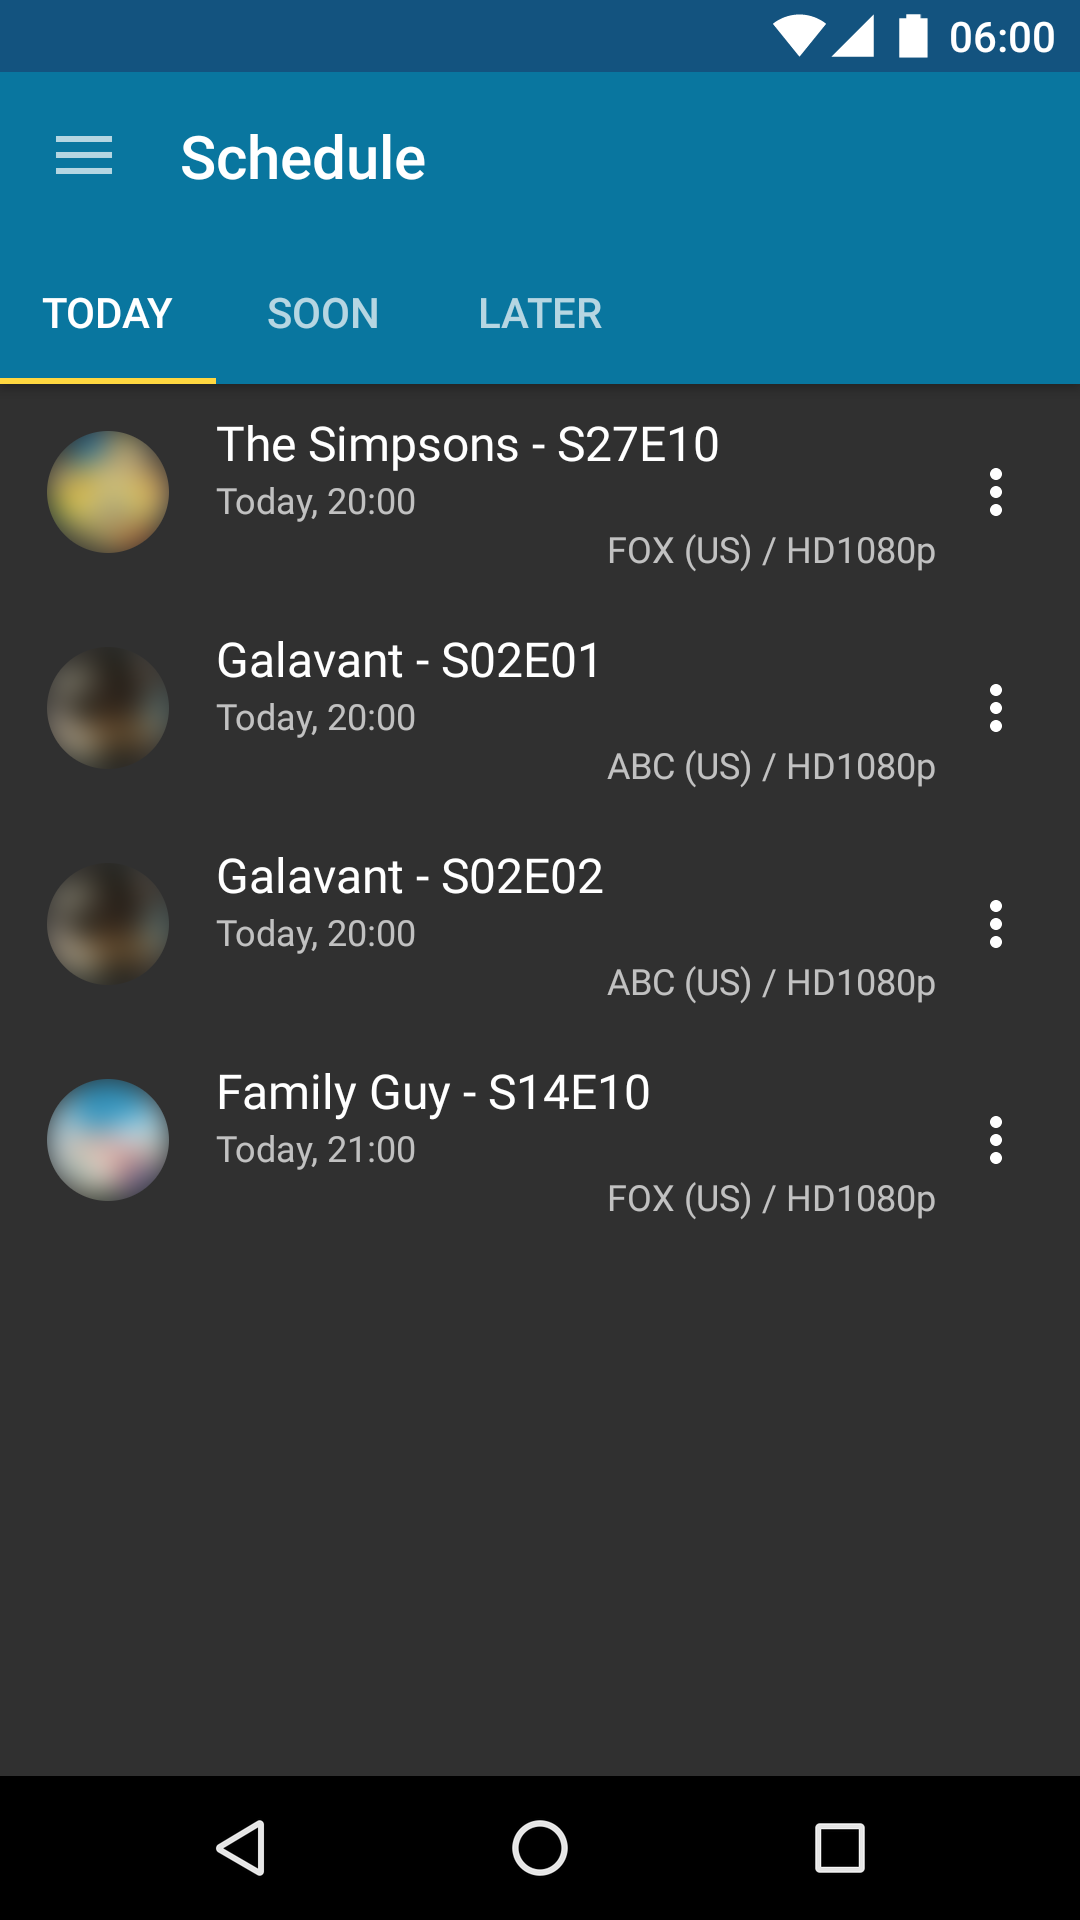 06:00
Schedule
TODAY SOON LATER
The Simpsons - S27E10
Today, 20:00
FOX (US) / HD1080p
Galavant - S02E01
Today, 20:00
ABC (US) / HD1080p
Galavant - S02E02
Today, 20:00
ABC (US) / HD1080p
Family Guy - S14E10
Today, 21:00
FOX (US) / HD1080p